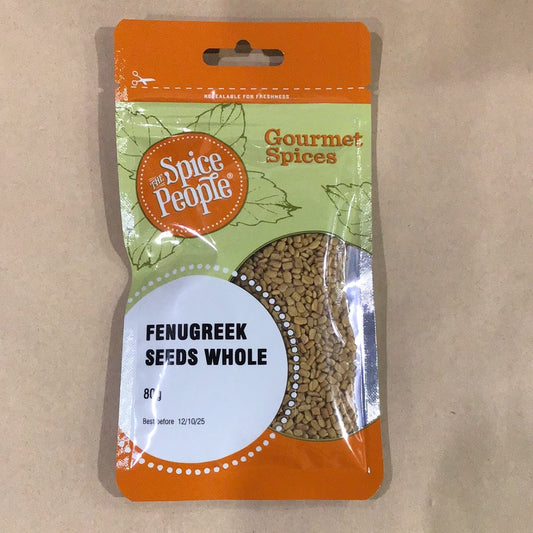 RESEALABLE FOR FRESHNESS
THE Spice
People®
Gourmet
Spices
FENUGREEK
SEEDS WHOLE
80g
Best before 12/10/25